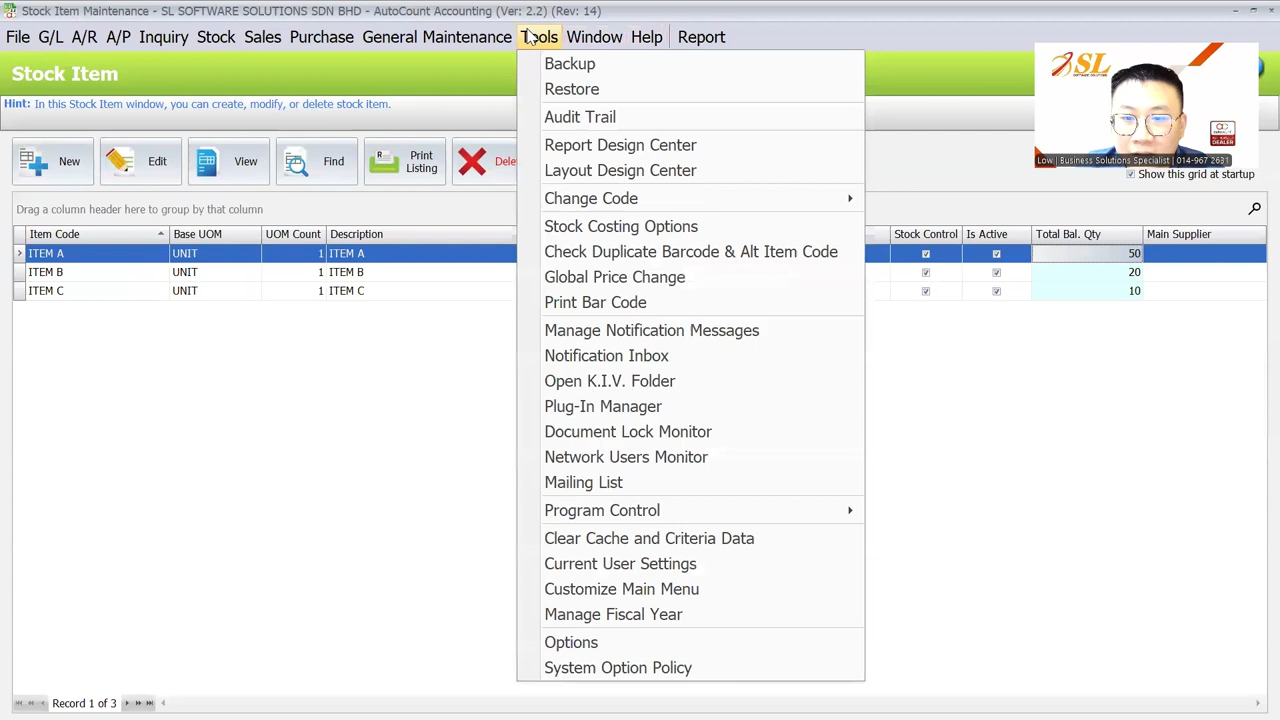 Stock Item Maintenance - SL SOFTWARE SOLUTIONS SDN BHD - AutoCount Accounting (Ver: 2.2) (Rev: 14)
File G/L A/R A/P Inquiry Stock Sales Purchase General Maintenance Tools Window Help Report
Stock Item
Hint: In this Stock Item window, you can create, modify, or delete stock item.
New Edit View Find Print Listing Dele
Drag a column header here to group by that column
Item Code Base UOM UOM Count Description Stock Control Is Active Total Bal. Qty Main Supplier
ITEM A UNIT 1 ITEM A 50
ITEM B UNIT 1 ITEM B 20
ITEM C UNIT 1 ITEM C 10
Backup
Restore
Audit Trail
Report Design Center
Layout Design Center
Change Code
Stock Costing Options
Check Duplicate Barcode & Alt Item Code
Global Price Change
Print Bar Code
Manage Notification Messages
Notification Inbox
Open K.I.V. Folder
Plug-In Manager
Document Lock Monitor
Network Users Monitor
Mailing List
Program Control
Clear Cache and Criteria Data
Current User Settings
Customize Main Menu
Manage Fiscal Year
Options
System Option Policy
SL
SOFTWARE SOLUTIONS
DEALER
Low | Business Solutions Specialist | 014-967 2631
Show this grid at startup
Record 1 of 3